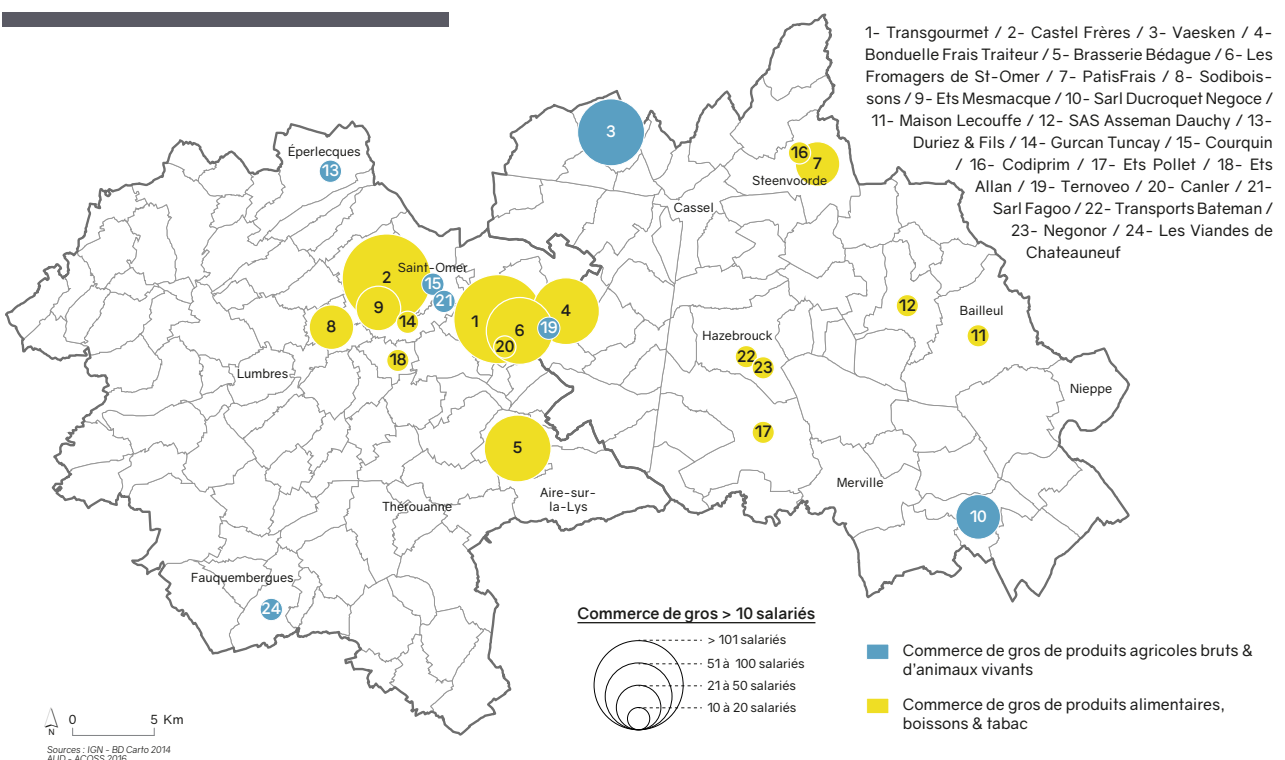 1- Transgourmet / 2- Castel Frères / 3- Vaesken / 4-
Bonduelle Frais Traiteur / 5- Brasserie Bédague / 6- Les
Fromagers de St-Omer / 7- PatisFrais / 8- Sodibois-
sons / 9- Ets Mesmacque / 10- Sarl Ducroquet Negoce /
11- Maison Lecouffe / 12- SAS Asseman Dauchy / 13-
Duriez & Fils / 14- Gurcan Tuncay / 15- Courquin
/ 16- Codiprim / 17- Ets Pollet / 18- Ets
Allan / 19- Ternoveo / 20- Canler / 21-
Sarl Fagoo / 22- Transports Bateman /
23- Negonor / 24- Les Viandes de
Chateauneuf
3
Éperlecques
13
16
7
Steenvoorde
Cassel
Saint-Omer
2
15
21
9
14
8
18
1
6
4
19
20
12
Bailleul
11
Hazebrouck
22
23
Lumbres
Nieppe
17
5
Merville
Aire-sur-
la-Lys
Thérouanne
10
Fauquembergues
24
Commerce de gros > 10 salariés
> 101 salariés
51 à 100 salariés
21 à 50 salariés
10 à 20 salariés
Commerce de gros de produits agricoles bruts &
d'animaux vivants
Commerce de gros de produits alimentaires,
boissons & tabac
N
0 5 Km
Sources : IGN - BD Carto 2014
AUD - ACOSS 2016